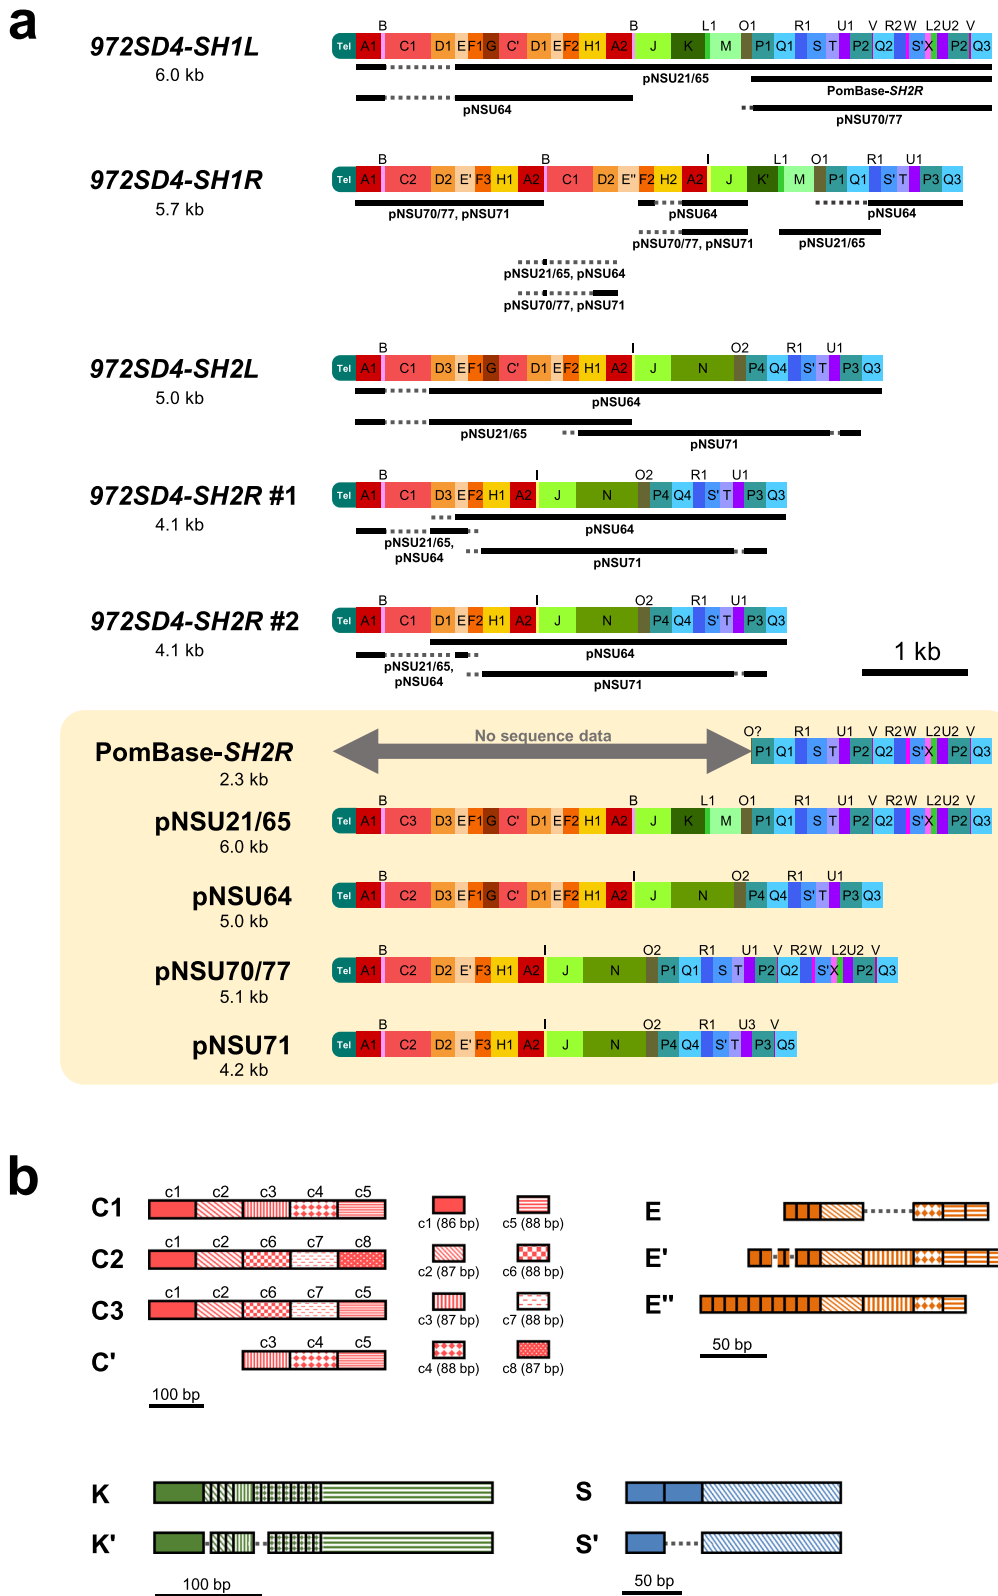 a
B B L1 O1 R1 U1 V R2 W L2 U2 V
972SD4-SH1L Tel A1 C1 D1 E F1 G C' D1 E F2 H1 A2 J K M P1 Q1 S T P2 Q2 S' X P2 Q3
6.0 kb
pNSU21/65
PomBase-SH2R
pNSU64
pNSU70/77
B B I L1 O1 R1 U1
972SD4-SH1R Tel A1 C2 D2 E' F3 H1 A2 C1 D2 E" F2 H2 A2 J K' M P1 Q1 S' T P3 Q3
5.7 kb
pNSU70/77, pNSU71 pNSU64 pNSU64
pNSU70/77, pNSU71 pNSU21/65
pNSU21/65, pNSU64
pNSU70/77, pNSU71
B I O2 R1 U1
972SD4-SH2L Tel A1 C1 D3 E F1 G C' D1 E F2 H1 A2 J N P4 Q4 S' T P3 Q3
5.0 kb
pNSU64
pNSU21/65 pNSU71
B I O2 R1 U1
972SD4-SH2R #1 Tel A1 C1 D3 E F2 H1 A2 J N P4 Q4 S' T P3 Q3
4.1 kb
pNSU64
pNSU21/65,
pNSU64
pNSU71
B I O2 R1 U1
972SD4-SH2R #2 Tel A1 C1 D1 E F2 H1 A2 J N P4 Q4 S' T P3 Q3
4.1 kb
pNSU64
pNSU21/65,
pNSU64
pNSU71
1 kb
O? R1 U1 V R2 W L2 U2 V
PomBase-SH2R No sequence data P1 Q1 S T P2 Q2 S' X P2 Q3
2.3 kb
B B L1 O1 R1 U1 V R2 W L2 U2 V
pNSU21/65 Tel A1 C3 D3 E F1 G C' D1 E F2 H1 A2 J K M P1 Q1 S T P2 Q2 S' X P2 Q3
6.0 kb
B I O2 R1 U1
pNSU64 Tel A1 C2 D3 E F1 G C' D1 E F2 H1 A2 J N P4 Q4 S' T P3 Q3
5.0 kb
B I O2 R1 U1 V R2 W L2 U2 V
pNSU70/77 Tel A1 C2 D2 E' F3 H1 A2 J N P1 Q1 S T P2 Q2 S' X P2 Q3
5.1 kb
B I O2 R1 U3 V
pNSU71 Tel A1 C2 D2 E' F3 H1 A2 J N P4 Q4 S' T P3 Q5
4.2 kb
b
c1 c2 c3 c4 c5
C1
c1 (86 bp) c5 (88 bp)
E
c1 c2 c6 c7 c8
C2
c2 (87 bp) c6 (88 bp)
E'
c1 c2 c6 c7 c5
C3
c3 (87 bp) c7 (88 bp)
E"
c3 c4 c5
C'
c4 (88 bp) c8 (87 bp)
50 bp
100 bp
K
S
K'
S'
100 bp
50 bp